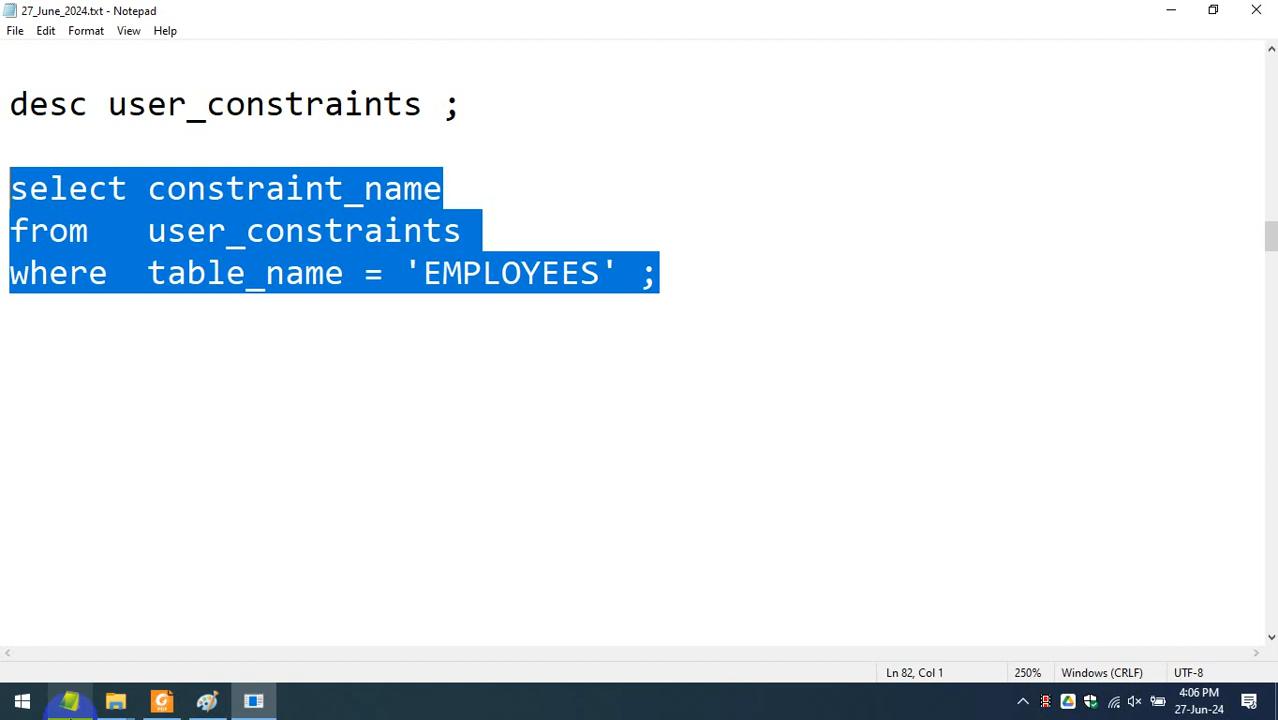 27_June_2024.txt - Notepad
File Edit Format View Help
desc user_constraints ;
select constraint_name
from   user_constraints
where  table_name = 'EMPLOYEES' ;
Ln 82, Col 1 250% Windows (CRLF) UTF-8
4:06 PM
27-Jun-24